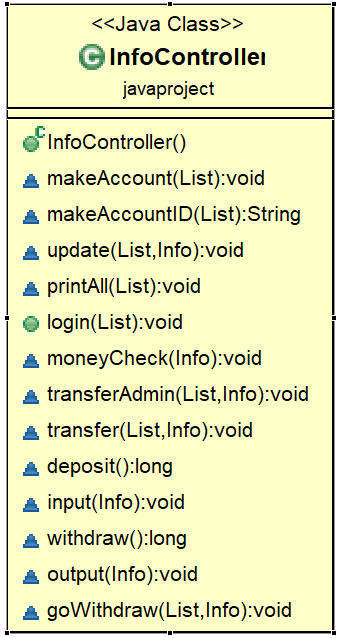 <<Java Class>>
InfoController
javaproject
InfoController()
makeAccount(List):void
makeAccountID(List):String
update(List,Info):void
printAll(List):void
login(List):void
moneyCheck(Info):void
transferAdmin(List,Info):void
transfer(List,Info):void
deposit():long
input(Info):void
withdraw():long
output(Info):void
goWithdraw(List,Info):void